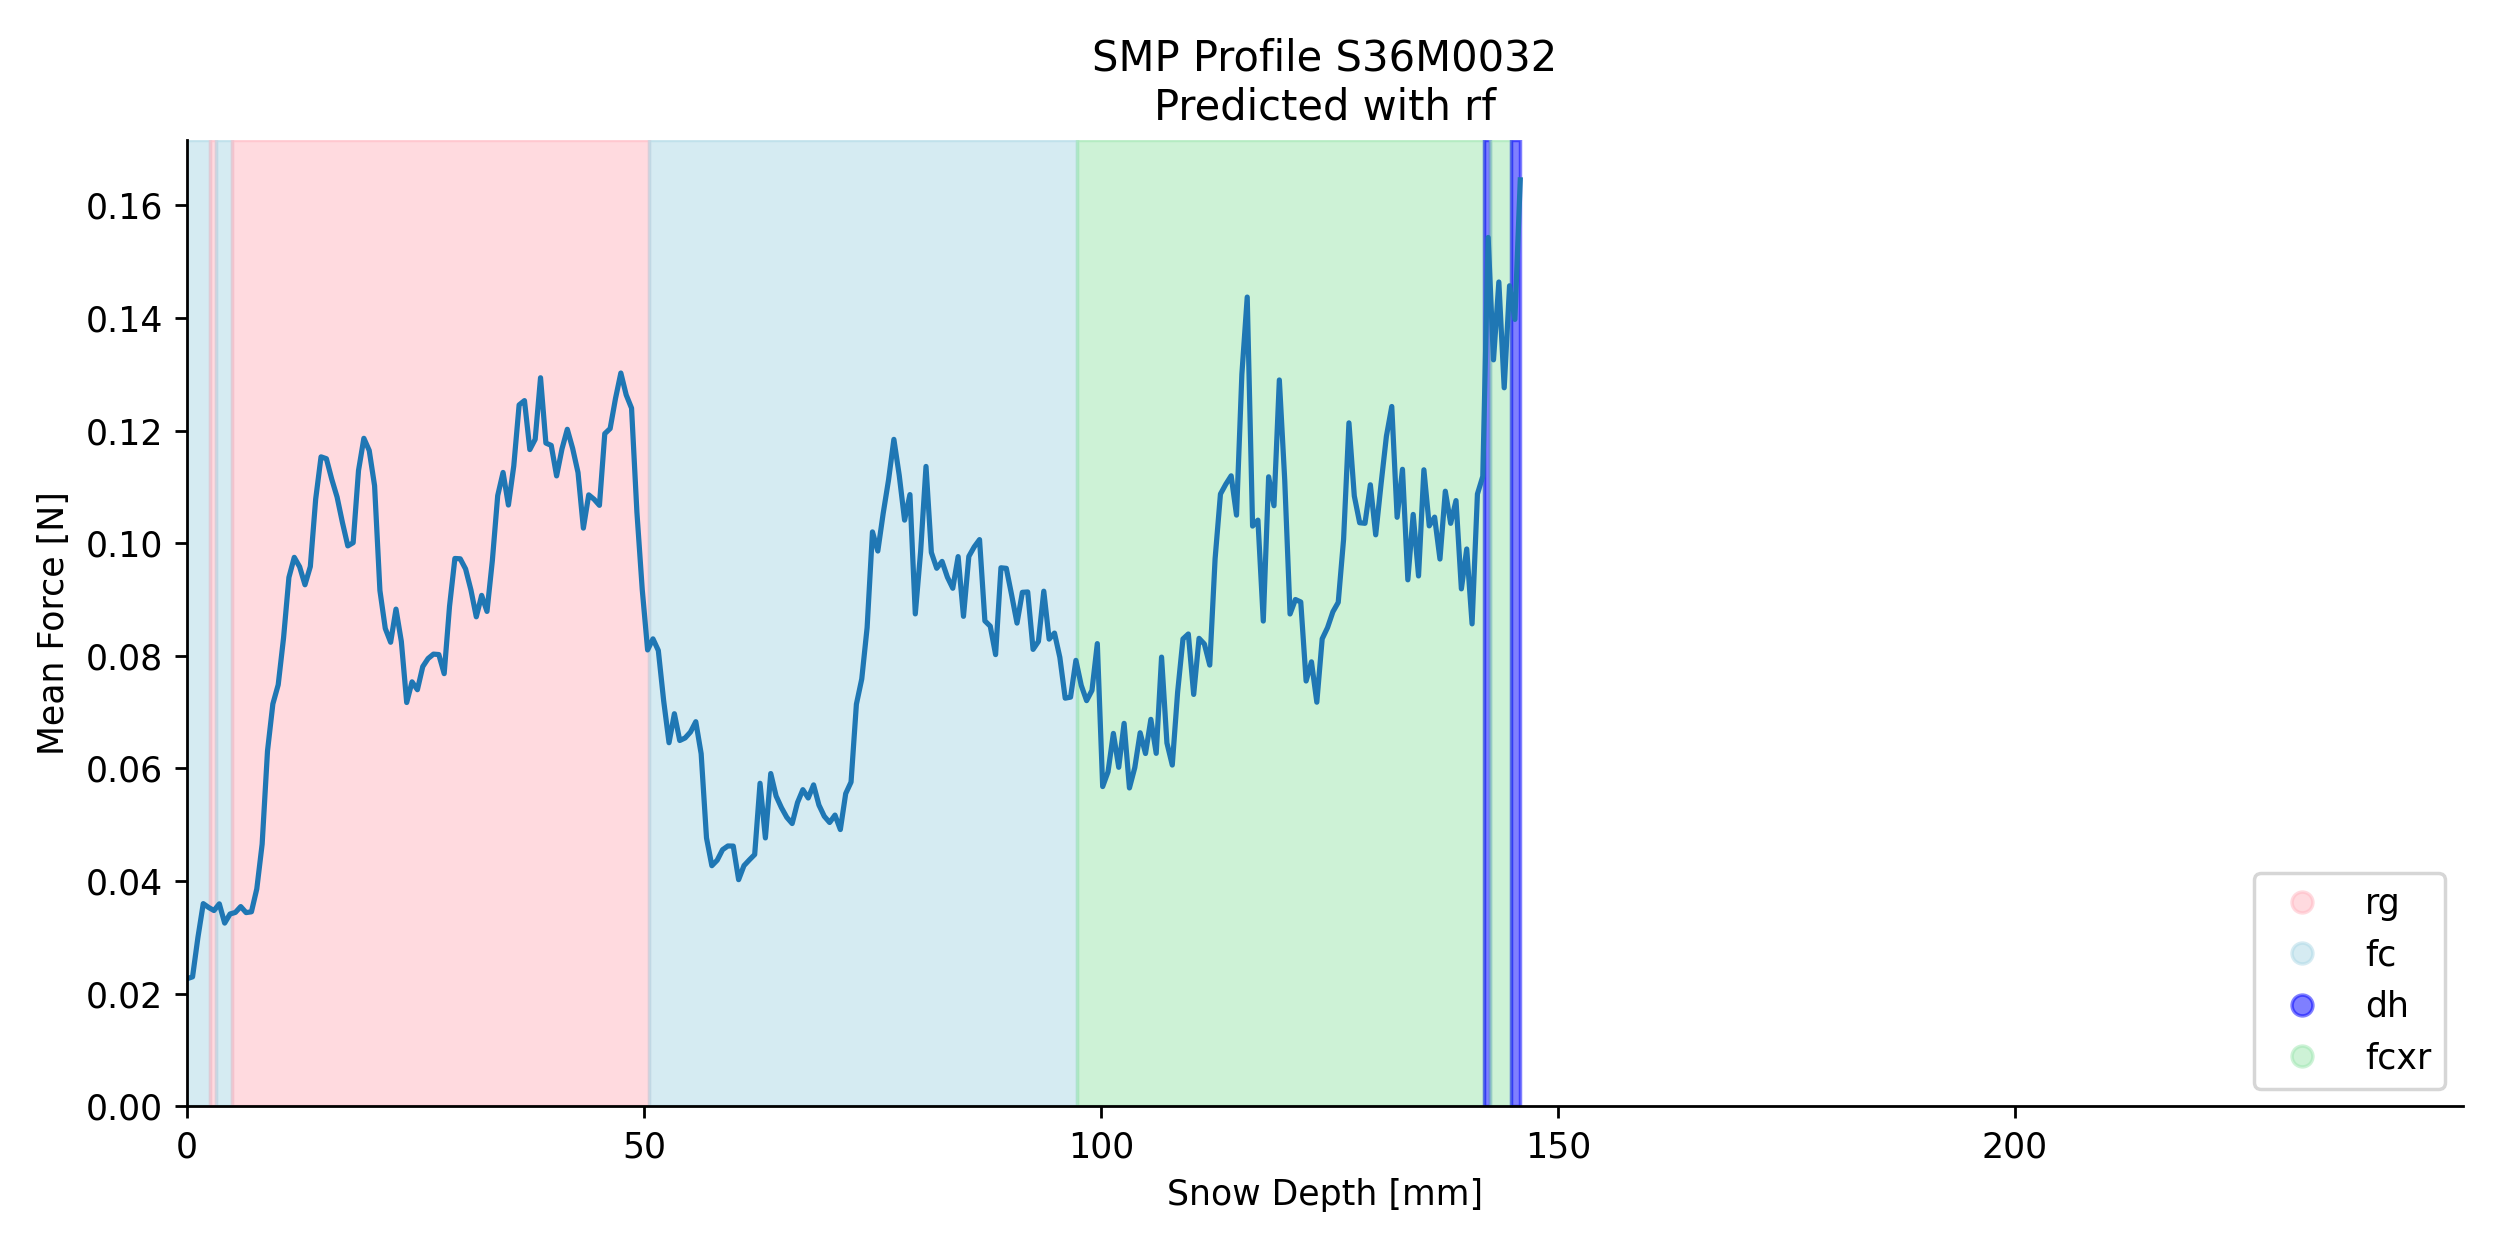 SMP Profile S36M0032
Predicted with rf
Mean Force [N]
0.16
0.14
0.12
0.10
0.08
0.06
0.04
0.02
0.00
0 50 100 150 200
Snow Depth [mm]
rg
fc
dh
fcxr